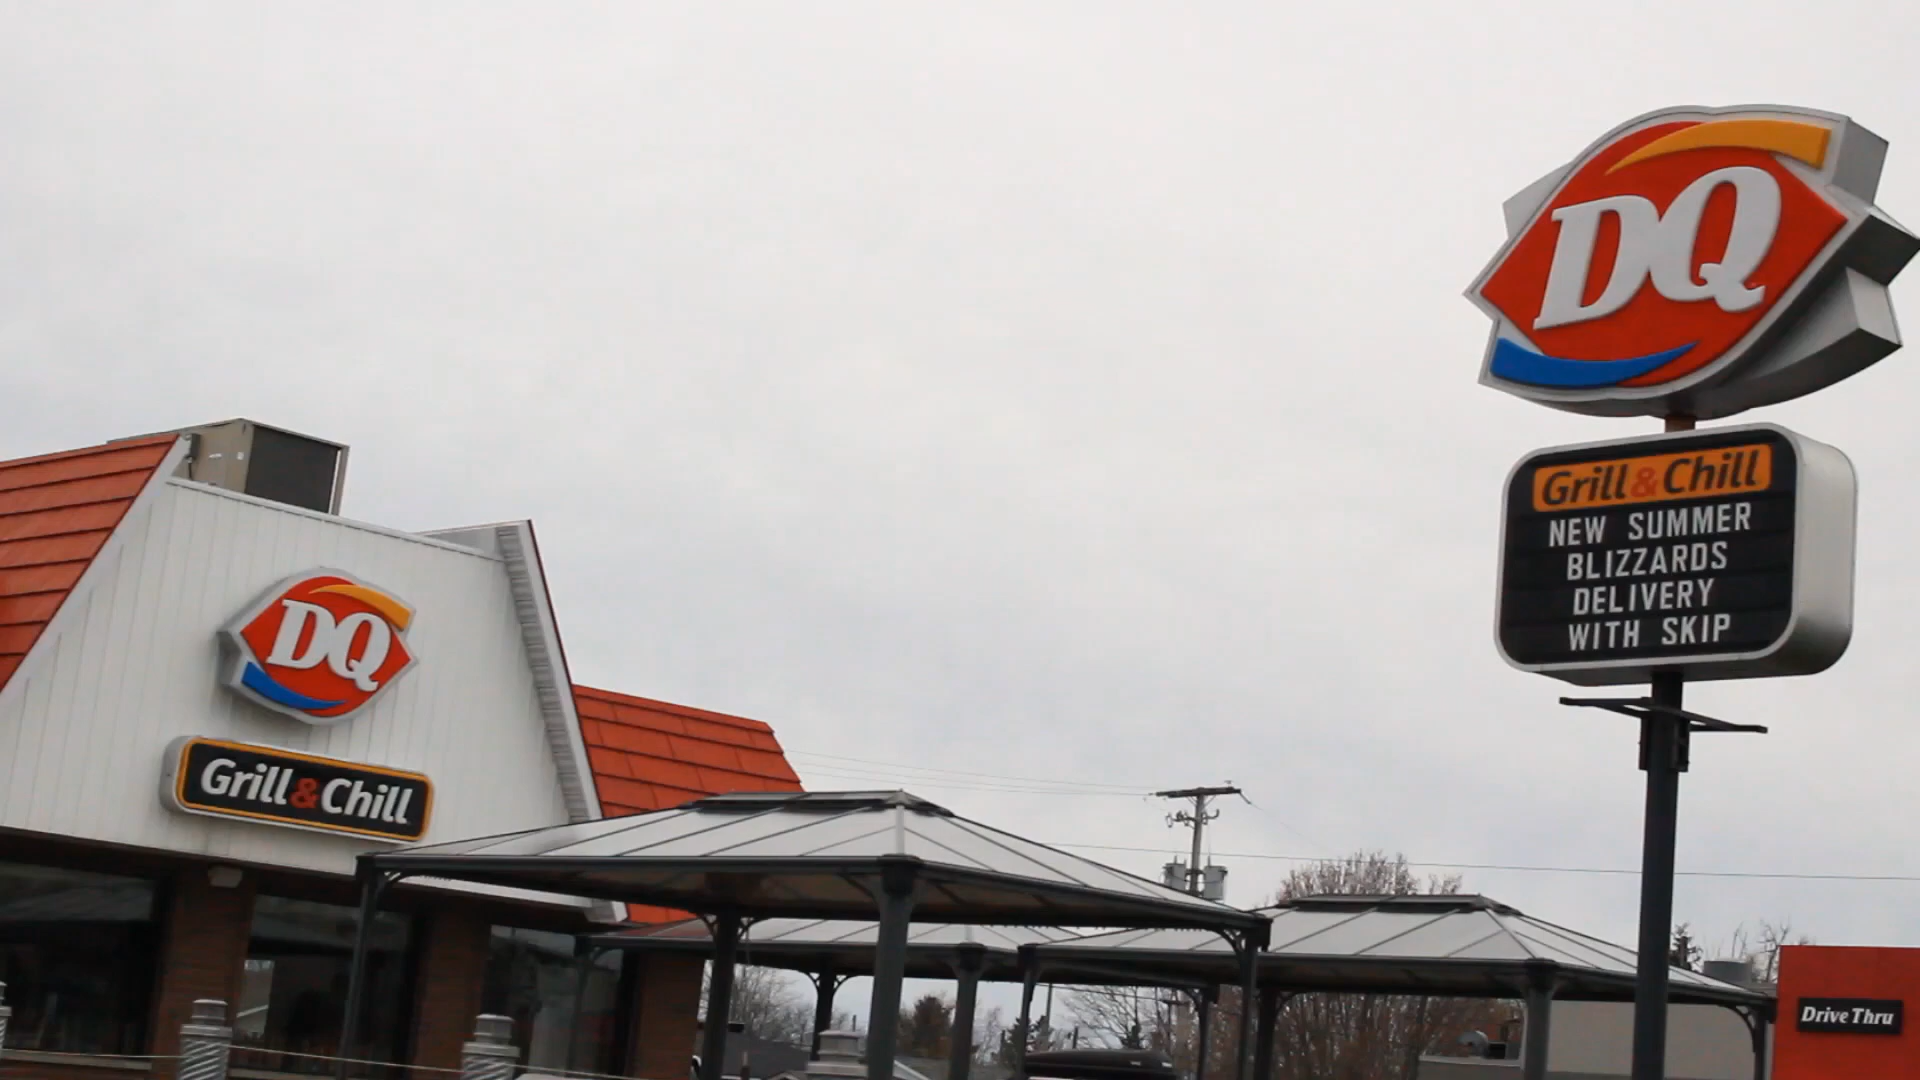 DQ
Grill & Chill
DQ
Grill & Chill
NEW SUMMER
BLIZZARDS
DELIVERY
WITH SKIP
Drive Thru